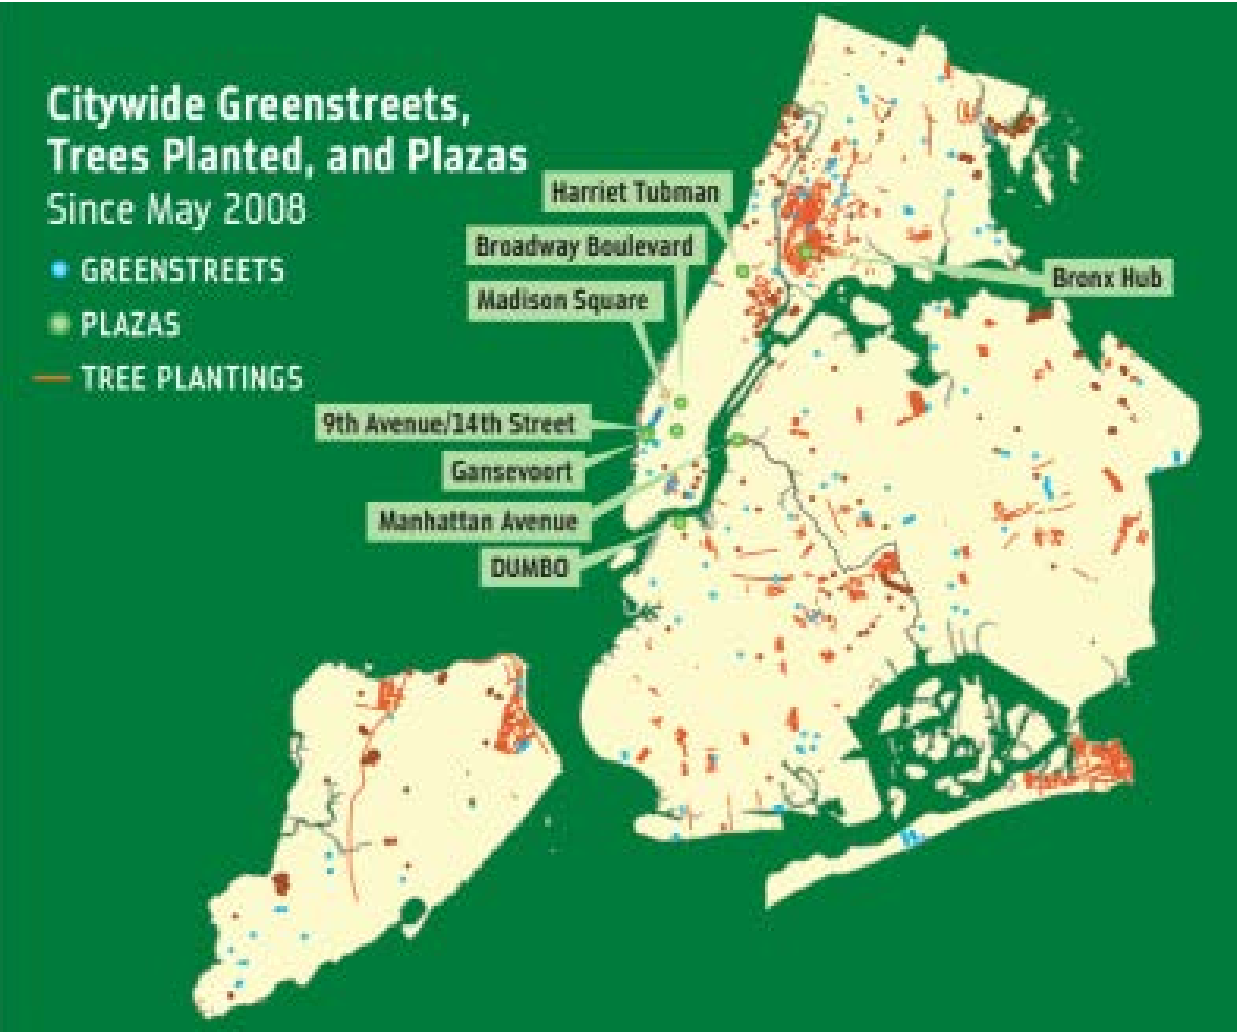 Citywide Greenstreets,
Trees Planted, and Plazas
Since May 2008
GREENSTREETS
PLAZAS
TREE PLANTINGS
Harriet Tubman
Broadway Boulevard
Madison Square
Bronx Hub
9th Avenue/14th Street
Gansevoort
Manhattan Avenue
DUMBO